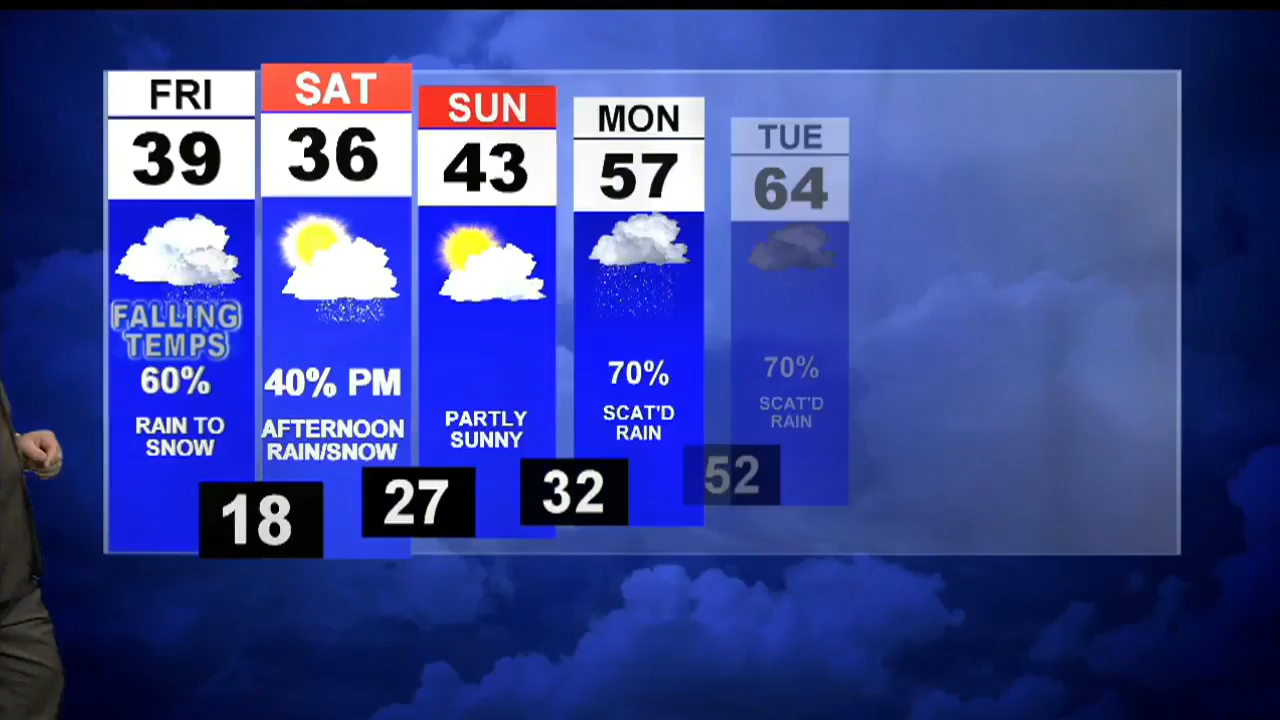 FRI
39
FALLING
TEMPS
60%
RAIN TO
SNOW
18
SAT
36
40% PM
AFTERNOON
RAIN/SNOW
27
SUN
43
PARTLY
SUNNY
32
MON
57
70%
SCAT'D
RAIN
52
TUE
64
70%
SCAT'D
RAIN